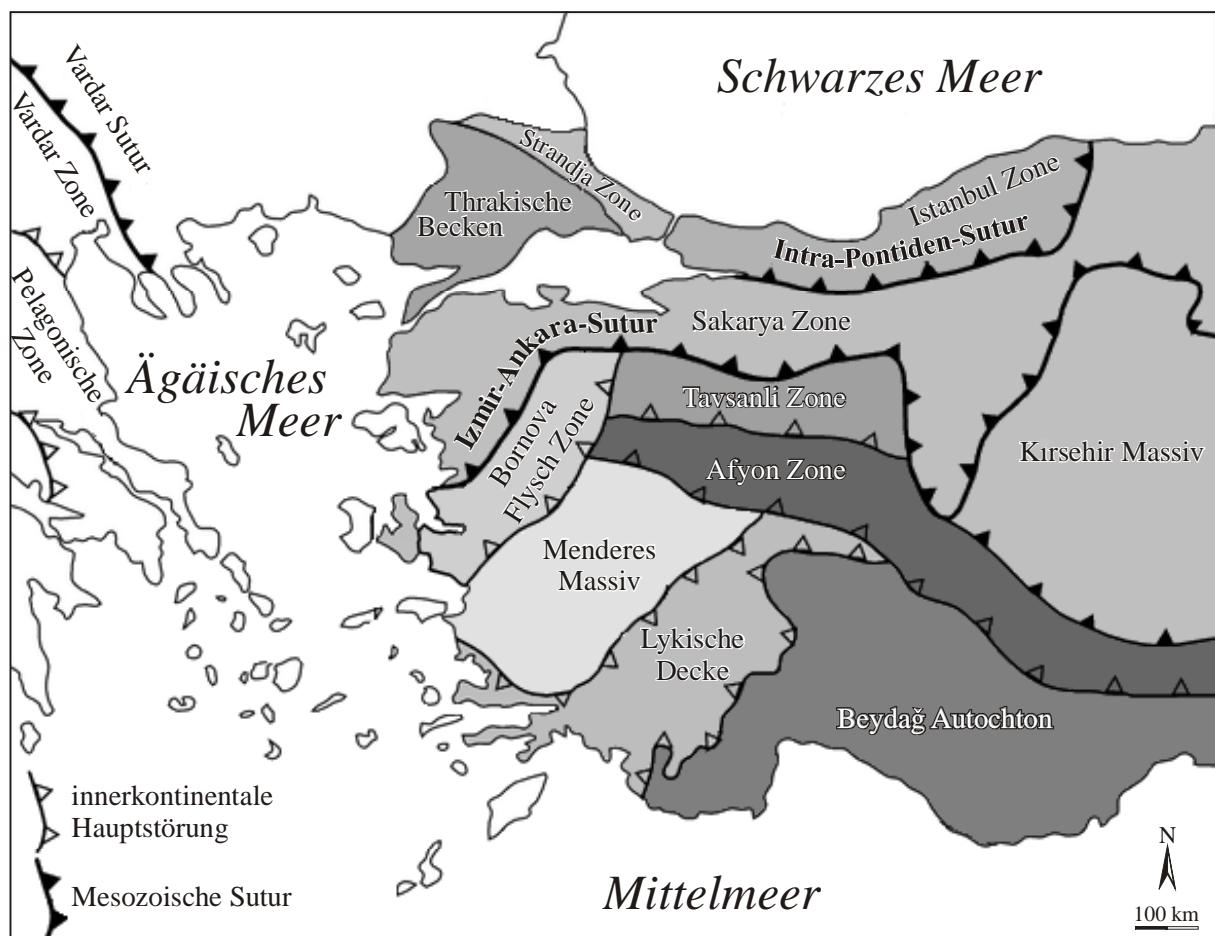 Schwarzes Meer
Vardar Sutur
Vardar Zone
Strandja Zone
Thrakische
Becken
Istanbul Zone
Intra-Pontiden-Sutur
Pelagonische
Zone
Ägäisches
Meer
Izmir-Ankara-Sutur
Sakarya Zone
Bornova
Flysch Zone
Tavsanli Zone
Afyon Zone
Kırsehir Massiv
Menderes
Massiv
Lykische
Decke
Beydağ Autochton
innerkontinentale
Hauptstörung
Mesozoische Sutur
Mittelmeer
N
100 km